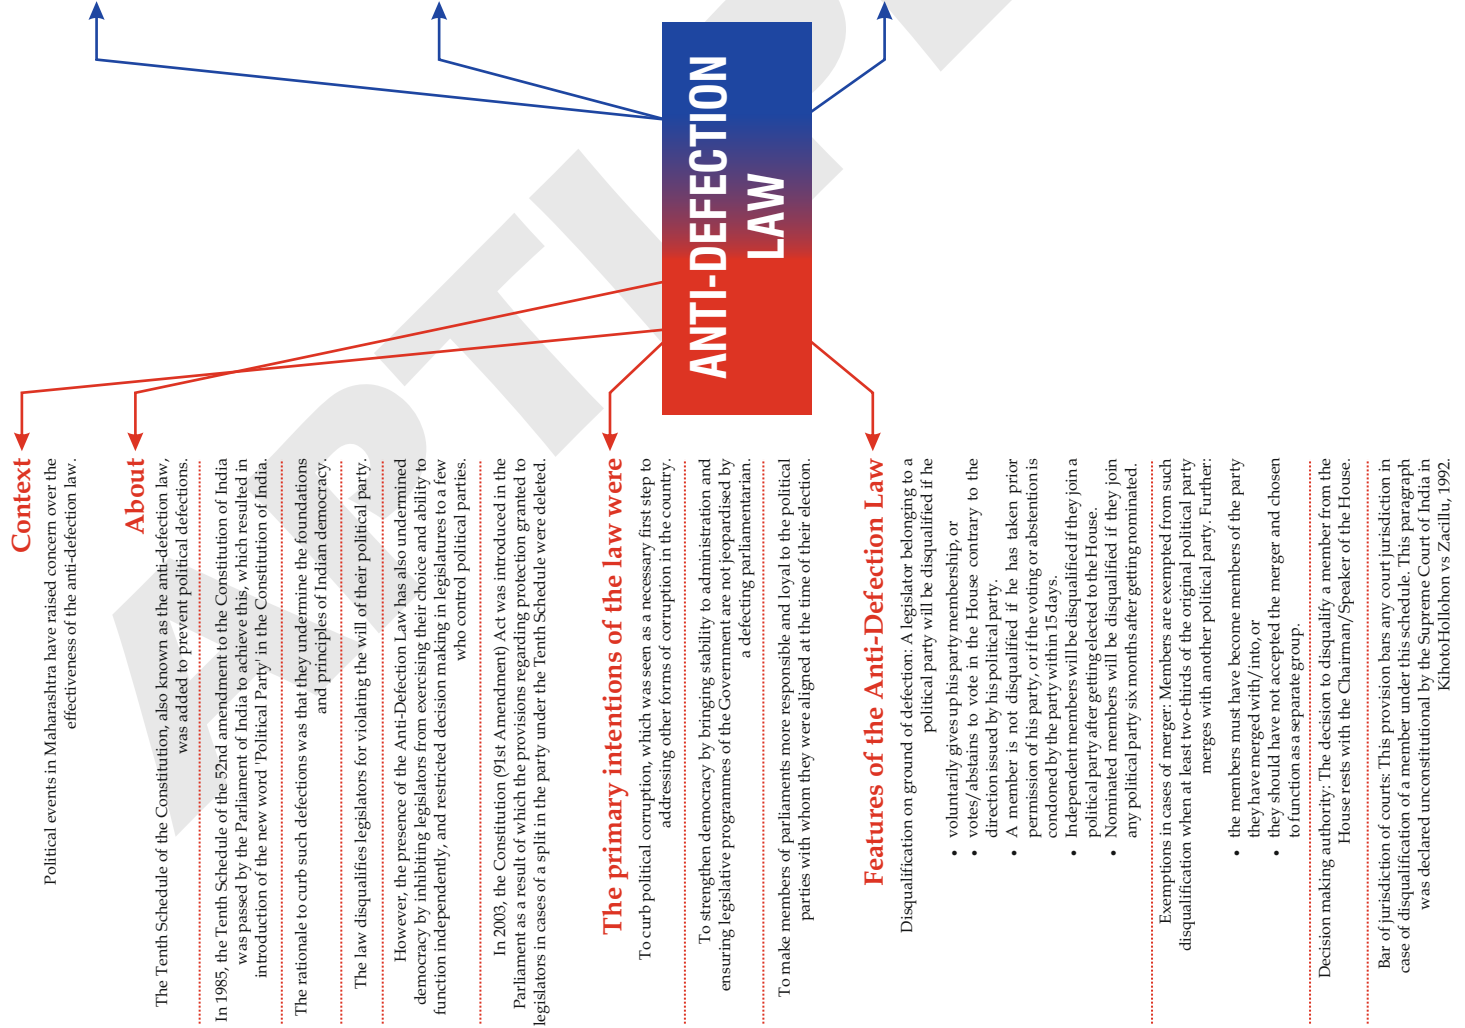 ANTI-DEFECTION
LAW
Context
Political events in Maharashtra have raised concern over the
effectiveness of the anti-defection law.
About
The Tenth Schedule of the Constitution, also known as the anti-defection law,
was added to prevent political defections.
In 1985, the Tenth Schedule of the 52nd amendment to the Constitution of India
was passed by the Parliament of India to achieve this, which resulted in
introduction of the new word 'Political Party' in the Constitution of India.
The rationale to curb such defections was that they undermine the foundations
and principles of Indian democracy.
The law disqualifies legislators for violating the will of their political party.
However, the presence of the Anti-Defection Law has also undermined
democracy by inhibiting legislators from exercising their choice and ability to
function independently, and restricted decision making in legislatures to a few
who control political parties.
In 2003, the Constitution (91st Amendment) Act was introduced in the
Parliament as a result of which the provisions regarding protection granted to
legislators in cases of a split in the party under the Tenth Schedule were deleted.
The primary intentions of the law were
To curb political corruption, which was seen as a necessary first step to
addressing other forms of corruption in the country.
To strengthen democracy by bringing stability to administration and
ensuring legislative programmes of the Government are not jeopardised by
a defecting parliamentarian.
To make members of parliaments more responsible and loyal to the political
parties with whom they were aligned at the time of their election.
Features of the Anti-Defection Law
Disqualification on ground of defection: A legislator belonging to a
political party will be disqualified if he
• voluntarily gives up his party membership, or
• votes/ abstains to vote in the House contrary to the
direction issued by his political party.
• A member is not disqualified if he has taken prior
permission of his party, or if the voting or abstention is
condoned by the party within 15 days.
• Independent members will be disqualified if they join a
political party after getting elected to the House.
• Nominated members will be disqualified if they join
any political party six months after getting nominated.
Exemptions in cases of merger: Members are exempted from such
disqualification when at least two-thirds of the original political party
merges with another political party. Further:
• the members must have become members of the party
they have merged with/into, or
• they should have not accepted the merger and chosen
to function as a separate group.
Decision making authority: The decision to disqualify a member from the
House rests with the Chairman/Speaker of the House.
Bar of jurisdiction of courts: This provision bars any court jurisdiction in
case of disqualification of a member under this schedule. This paragraph
was declared unconstitutional by the Supreme Court of India in
Kihoto Hollohon vs Zacillu, 1992.